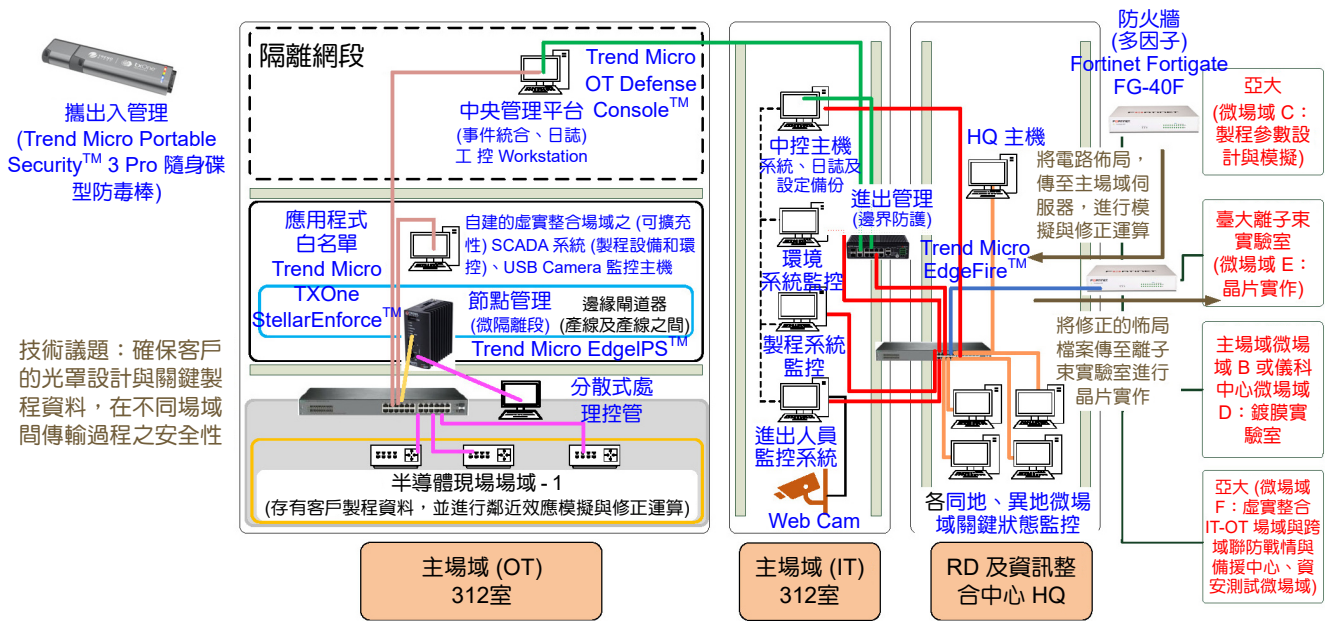 攜出入管理
(Trend Micro Portable
Security™ 3 Pro 隨身碟
型防毒棒)
技術議題：確保客戶
的光罩設計與關鍵製
程資料，在不同場域
間傳輸過程之安全性
隔離網段
Trend Micro
OT Defense
Console™
中央管理平台
(事件統合、日誌)
工 控 Workstation
應用程式
白名單
Trend Micro
TXOne
StellarEnforce™
自建的虛實整合場域之 (可擴充
性) SCADA 系統 (製程設備和環
控)、USB Camera 監控主機
節點管理
(微隔離段)
邊緣閘道器
(產線及產線之間)
Trend Micro EdgeIPS™
分散式處
理控管
半導體現場場域 - 1
(存有客戶製程資料，並進行鄰近效應模擬與修正運算)
主場域 (OT)
312室
中控主機
系統、日誌及
設定備份
環境
系統監控
製程系統
監控
進出人員
監控系統
Web Cam
主場域 (IT)
312室
進出管理
(邊界防護)
Trend Micro
EdgeFire™
HQ 主機
各同地、異地微場
域關鍵狀態監控
RD 及資訊整
合中心 HQ
防火牆
(多因子)
Fortinet Fortigate
FG-40F
將電路佈局，
傳至主場域伺
服器，進行模
擬與修正運算
FORTINET
將修正的佈局
檔案傳至離子
束實驗室進行
晶片實作
亞大
(微場域 C：
製程參數設
計與模擬)
臺大離子束
實驗室
(微場域 E：
晶片實作)
主場域微場
域 B 或儀科
中心微場域
D：鍍膜實
驗室
亞大 (微場域
F：虛實整合
IT-OT 場域與跨
域聯防戰情與
備援中心、資
安測試微場域)